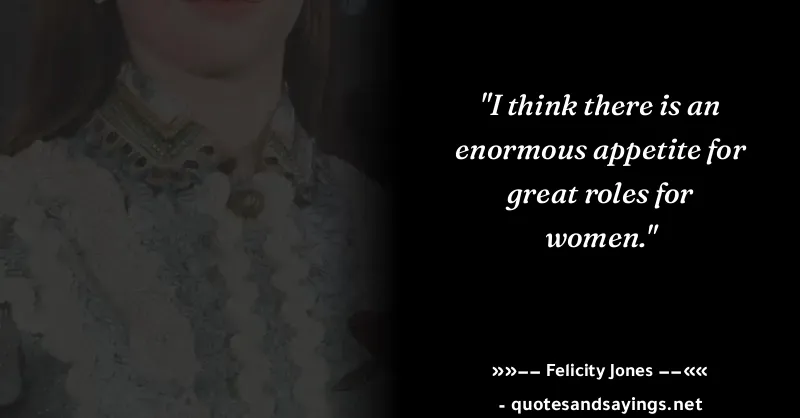 "I think there is an
enormous appetite for
great roles for
women."
»»−− Felicity Jones −−««
- quotesandsayings.net